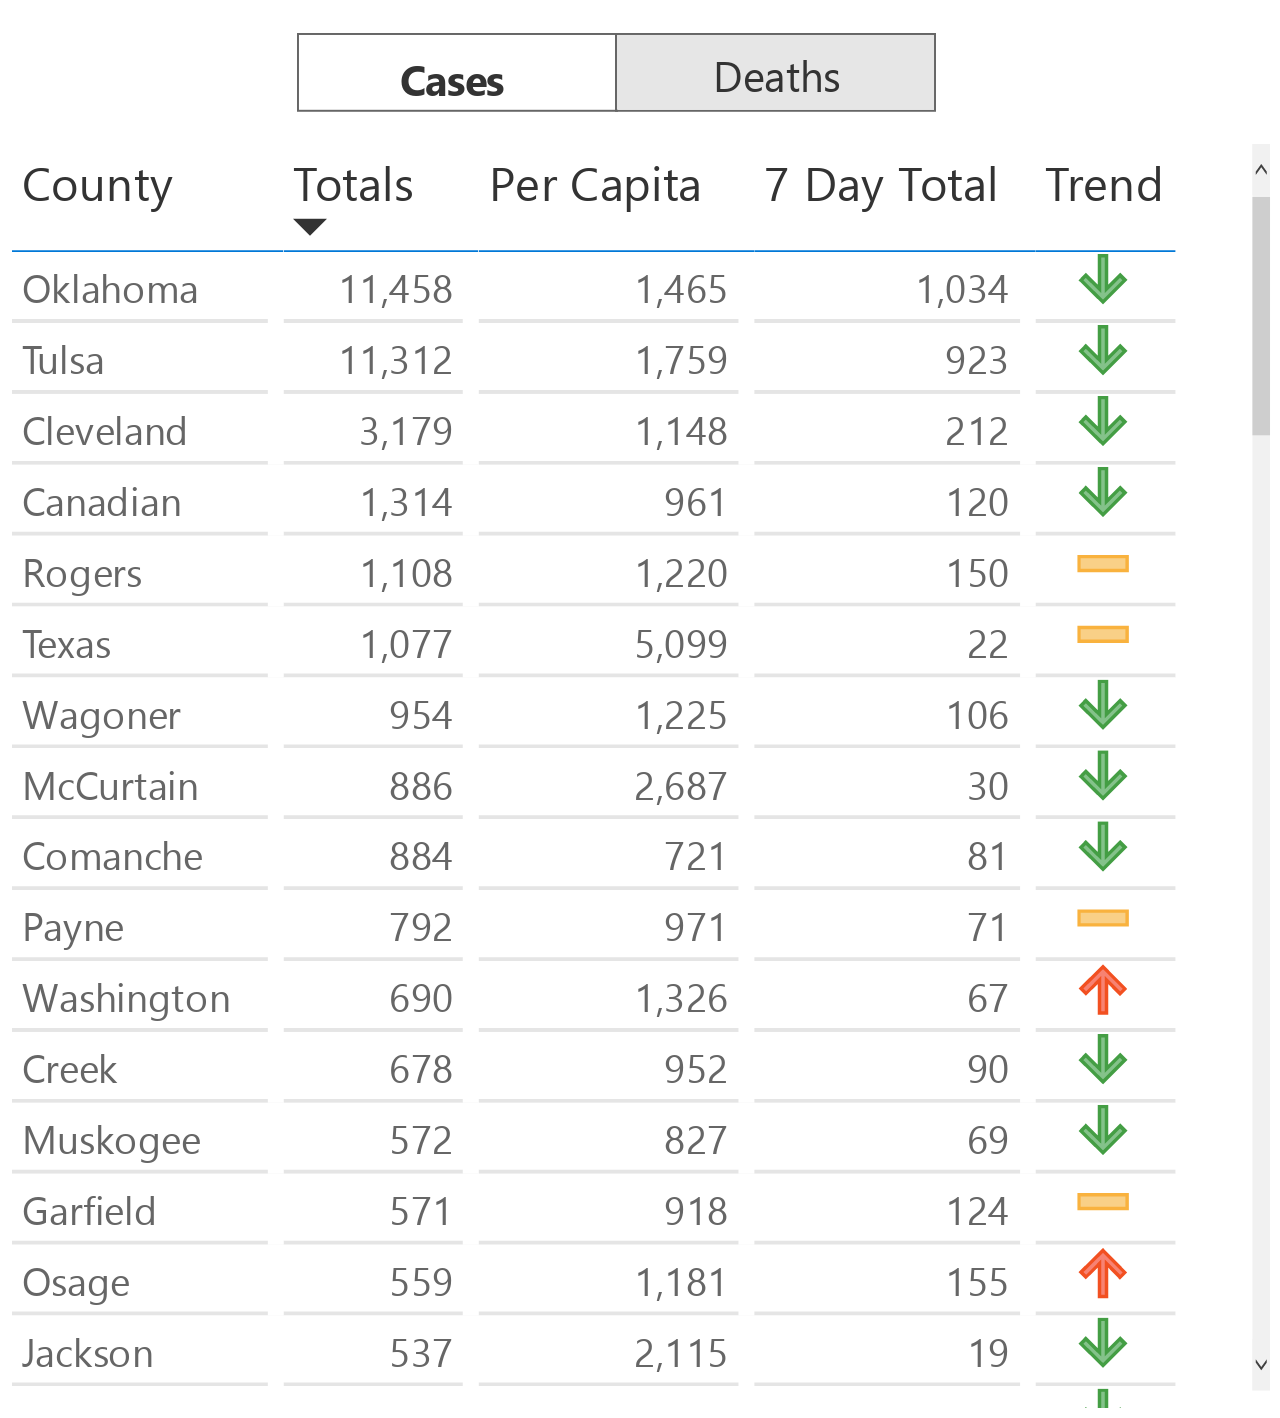 Cases Deaths
County Totals Per Capita 7 Day Total Trend
Oklahoma 11,458 1,465 1,034
Tulsa 11,312 1,759 923
Cleveland 3,179 1,148 212
Canadian 1,314 961 120
Rogers 1,108 1,220 150
Texas 1,077 5,099 22
Wagoner 954 1,225 106
McCurtain 886 2,687 30
Comanche 884 721 81
Payne 792 971 71
Washington 690 1,326 67
Creek 678 952 90
Muskogee 572 827 69
Garfield 571 918 124
Osage 559 1,181 155
Jackson 537 2,115 19